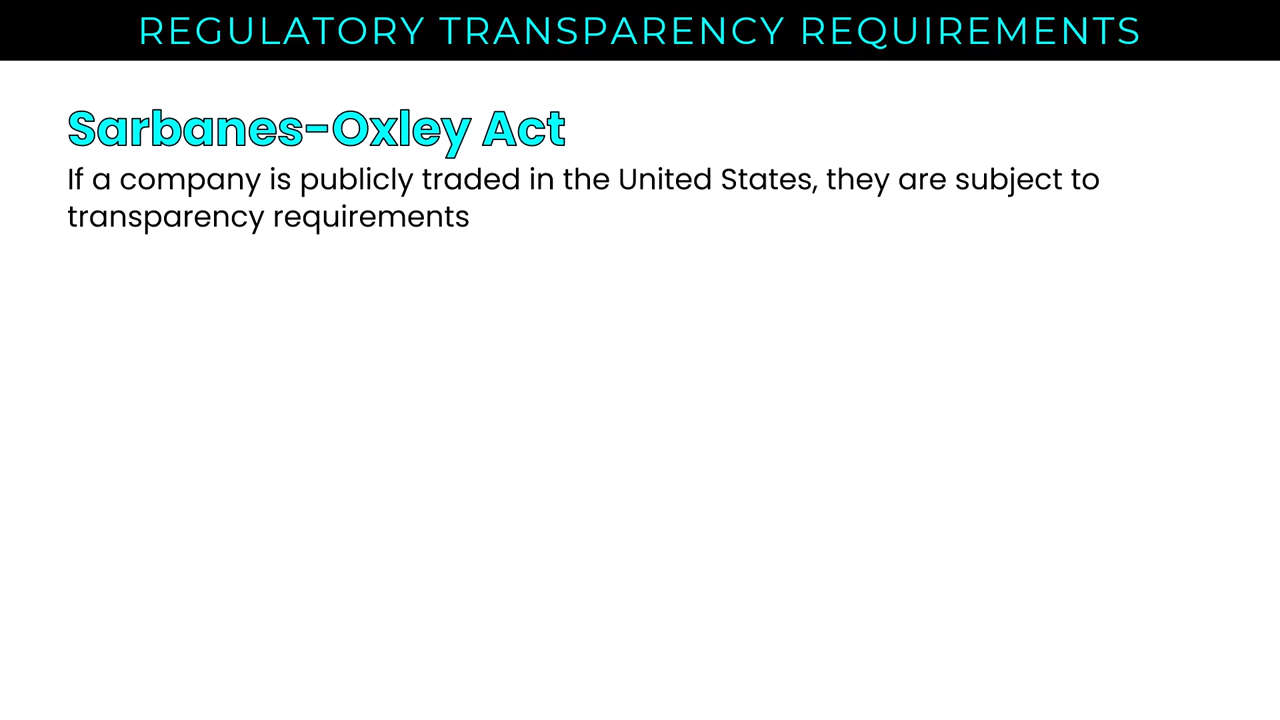 REGULATORY TRANSPARENCY REQUIREMENTS
Sarbanes-Oxley Act
If a company is publicly traded in the United States, they are subject to
transparency requirements